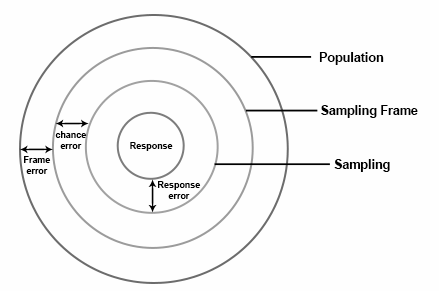 Population
Sampling Frame
chance
error
Response
Frame
error
Sampling
Response
error